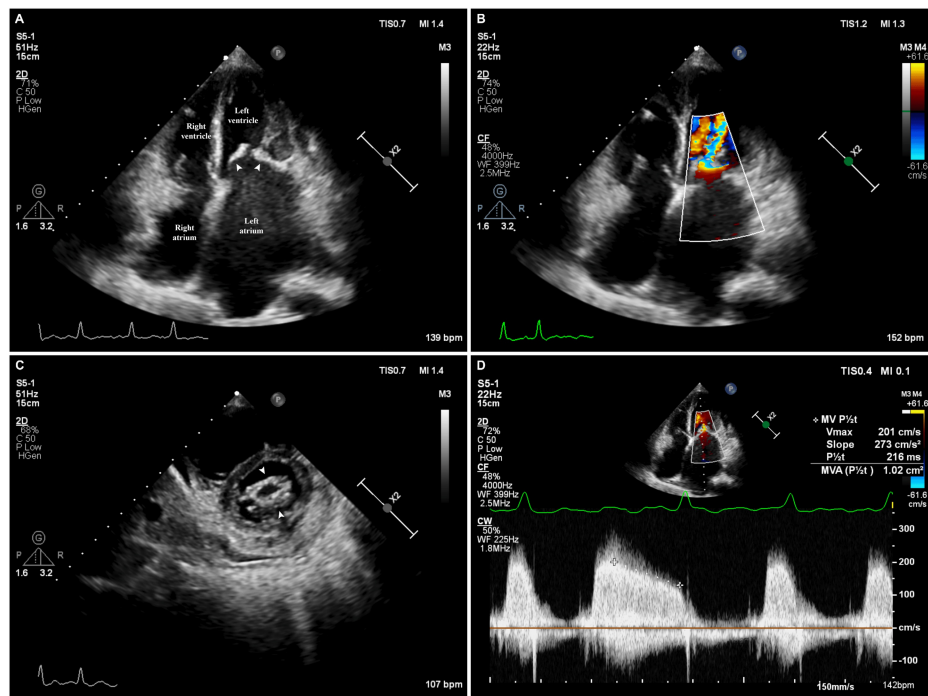 A
TIS0.7 MI 1.4
S5-1
51Hz
15cm
M3
2D
71%
C 50
P Low
HGen
Left
ventricle
Right
ventricle
X2
G
P R
1.6 3.2
Right
atrium
Left
atrium
139 bpm
B
TIS1.2 MI 1.3
S5-1
22Hz
15cm
M3 M4
+61.6
2D
74%
C 50
P Low
HGen
CF
48%
4000Hz
WF 399Hz
2.5MHz
X2
-61.6
cm/s
G
P R
1.6 3.2
152 bpm
C
TIS0.7 MI 1.4
S5-1
51Hz
15cm
M3
2D
68%
C 50
P Low
HGen
X2
G
P R
1.6 3.2
107 bpm
D
TIS0.4 MI 0.1
S5-1
22Hz
15cm
M3 M4
+61.6
2D
72%
C 50
P Low
HGen
CF
48%
4000Hz
WF 399Hz
2.5MHz
X2
MV P½t
Vmax 201 cm/s
Slope 273 cm/s²
P½t 216 ms
MVA (P½t) 1.02 cm²
-61.6
cm/s
CW
50%
WF 225Hz
1.8MHz
300
200
100
cm/s
-100
150mm/s
142bpm